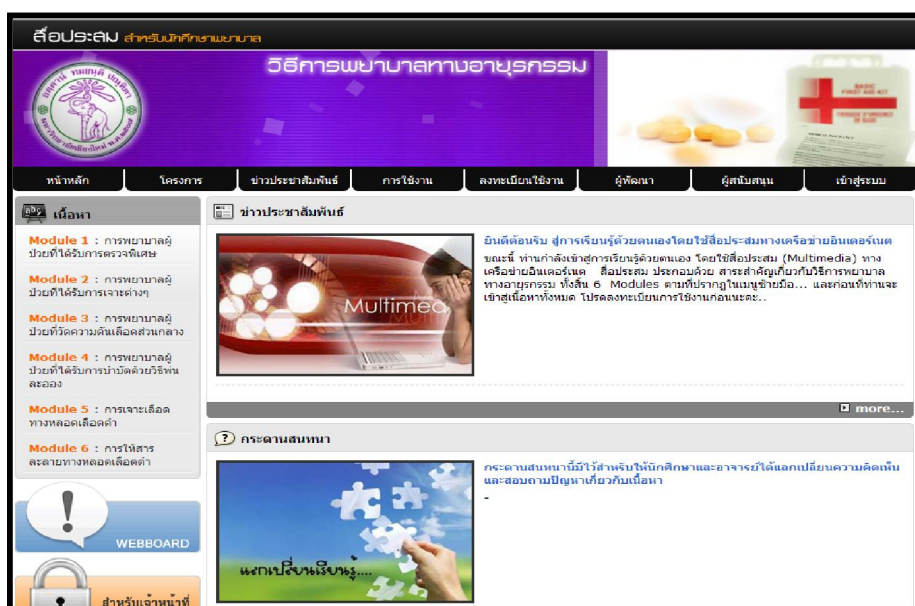 สื่อประสม สำหรับนักศึกษาพยาบาล
วิธีการพยาบาลทางอายุรกรรม
BASIC
FIRST AID KIT
หน้าหลัก
โครงการ
ข่าวประชาสัมพันธ์
การใช้งาน
ลงทะเบียนใช้งาน
ผู้พัฒนา
ผู้สนับสนุน
เข้าสู่ระบบ
เนื้อหา
Module 1 : การพยาบาลผู้
ป่วยที่ได้รับการตรวจพิเศษ
Module 2 : การพยาบาลผู้
ป่วยที่ได้รับการเจาะต่างๆ
Module 3 : การพยาบาลผู้
ป่วยที่วัดความดันเลือดส่วนกลาง
Module 4 : การพยาบาลผู้
ป่วยที่ได้รับการบำบัดด้วยวิธีพ่น
ละออง
Module 5 : การเจาะเลือด
ทางหลอดเลือดดำ
Module 6 : การให้สาร
ละลายทางหลอดเลือดดำ
WEBBOARD
สำหรับเจ้าหน้าที่
ข่าวประชาสัมพันธ์
Multimed
ยินดีต้อนรับ สู่การเรียนรู้ด้วยตนเองโดยใช้สื่อประสมทางเครือข่ายอินเตอร์เนต
ขณะนี้ ท่านกำลังเข้าสู่การเรียนรู้ด้วยตนเอง โดยใช้สื่อประสม (Multimedia) ทาง
เครือข่ายอินเตอร์เนต สื่อประสม ประกอบด้วย สาระสำคัญเกี่ยวกับวิธีการพยาบาล
ทางอายุรกรรม ทั้งสิ้น 6 Modules ตามที่ปรากฏในเมนูซ้ายมือ... และก่อนที่ท่านจะ
เข้าสู่เนื้อหาทั้งหมด โปรดลงทะเบียนการใช้งานก่อนนะคะ..
more...
กระดานสนทนา
แลกเปลี่ยนเรียนรู้....
กระดานสนทนานี้มีไว้สำหรับให้นักศึกษาและอาจารย์ได้แลกเปลี่ยนความคิดเห็น
และสอบถามปัญหาเกี่ยวกับเนื้อหา
-